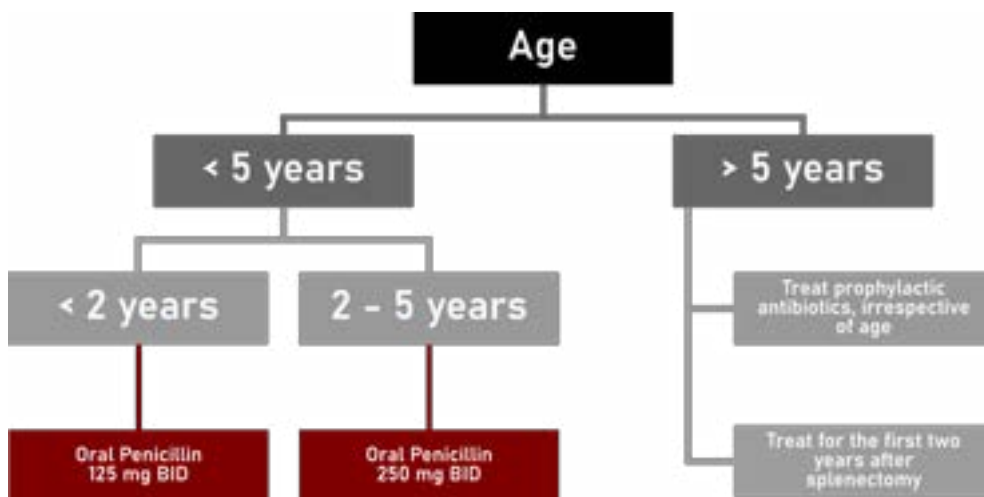 Age
< 5 years
> 5 years
< 2 years
2 - 5 years
Treat prophylactic
antibiotics, irrespective
of age
Oral Penicillin
125 mg BID
Oral Penicillin
250 mg BID
Treat for the first two
years after
splenectomy